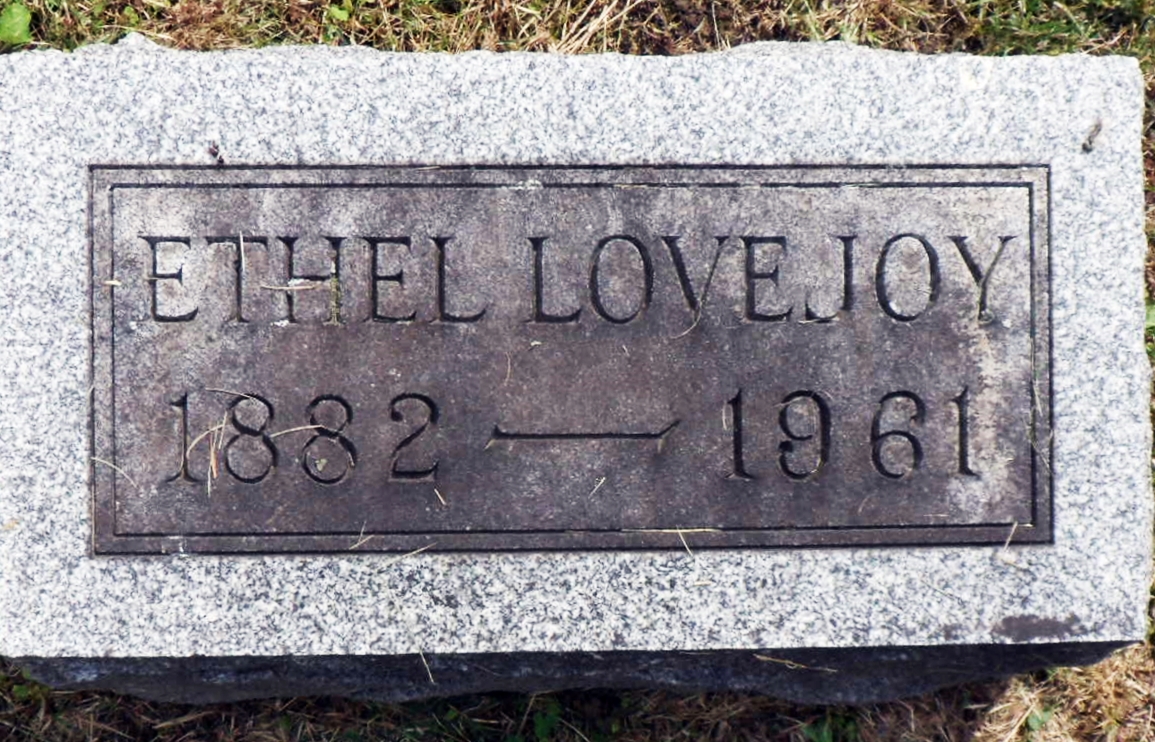 ETHEL LOVEJOY
1882 — 1961